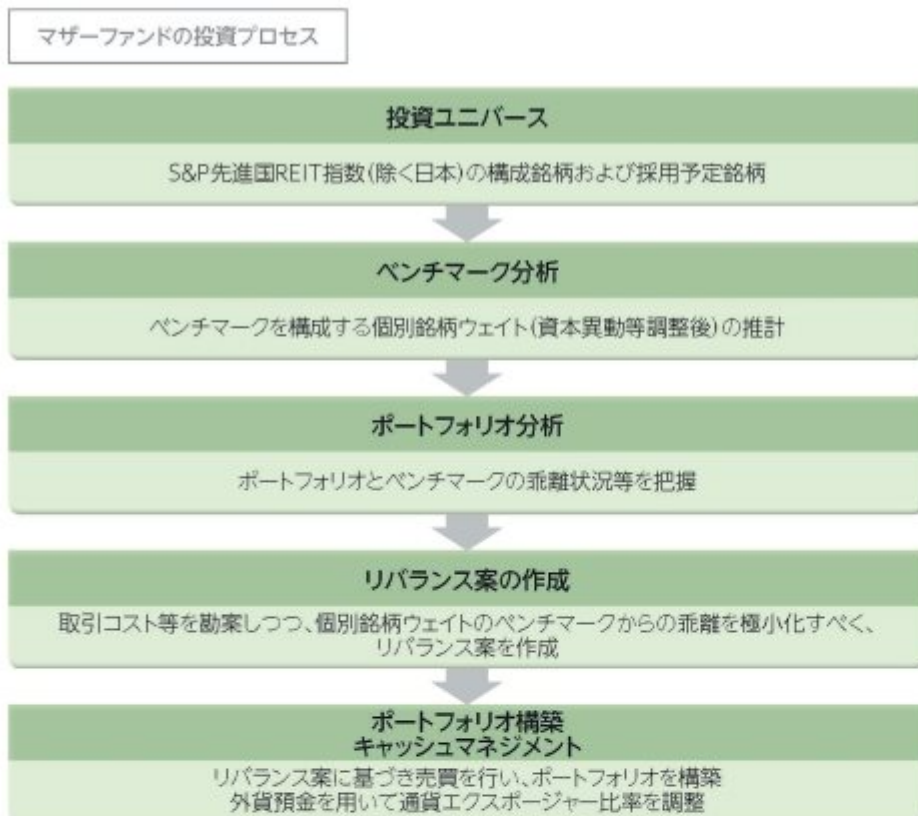 マザーファンドの投資プロセス
投資ユニバース
S&P先進国REIT指数(除く日本)の構成銘柄および採用予定銘柄
ベンチマーク分析
ベンチマークを構成する個別銘柄ウェイト(資本異動等調整後)の推計
ポートフォリオ分析
ポートフォリオとベンチマークの乖離状況等を把握
リバランス案の作成
取引コスト等を勘案しつつ、個別銘柄ウェイトのベンチマークからの乖離を極小化すべく、
リバランス案を作成
ポートフォリオ構築
キャッシュマネジメント
リバランス案に基づき売買を行い、ポートフォリオを構築
外貨預金を用いて通貨エクスポージャー比率を調整